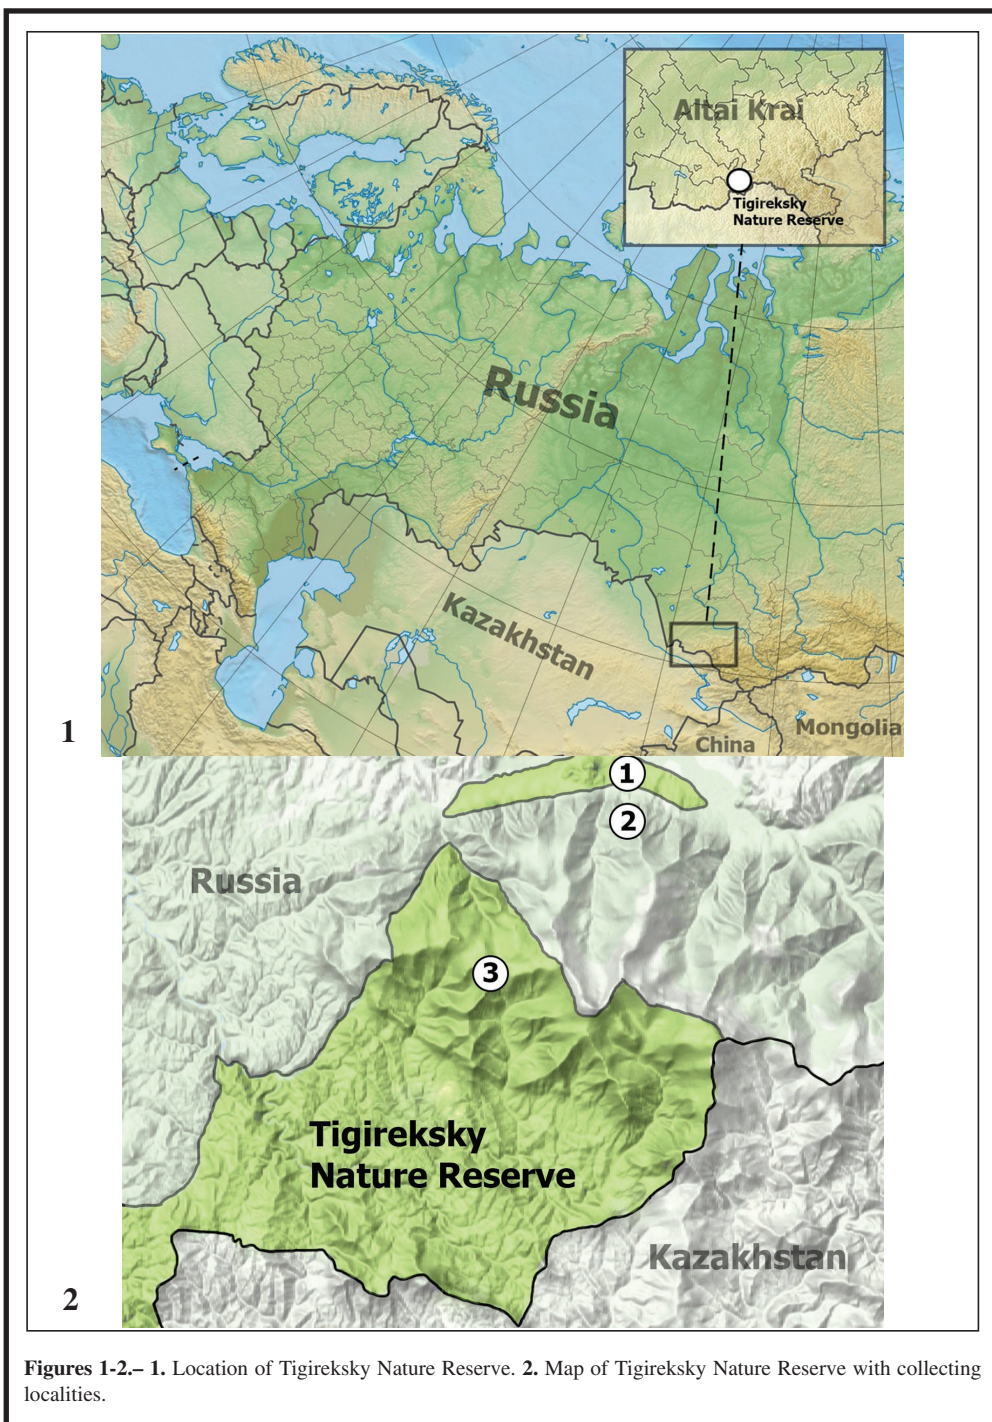 Altai Krai
Tigireksky
Nature Reserve
Russia
Kazakhstan
Mongolia
China
1
1
2
Russia
3
Tigireksky
Nature Reserve
Kazakhstan
2
Figures 1-2.– 1. Location of Tigireksky Nature Reserve. 2. Map of Tigireksky Nature Reserve with collecting
localities.